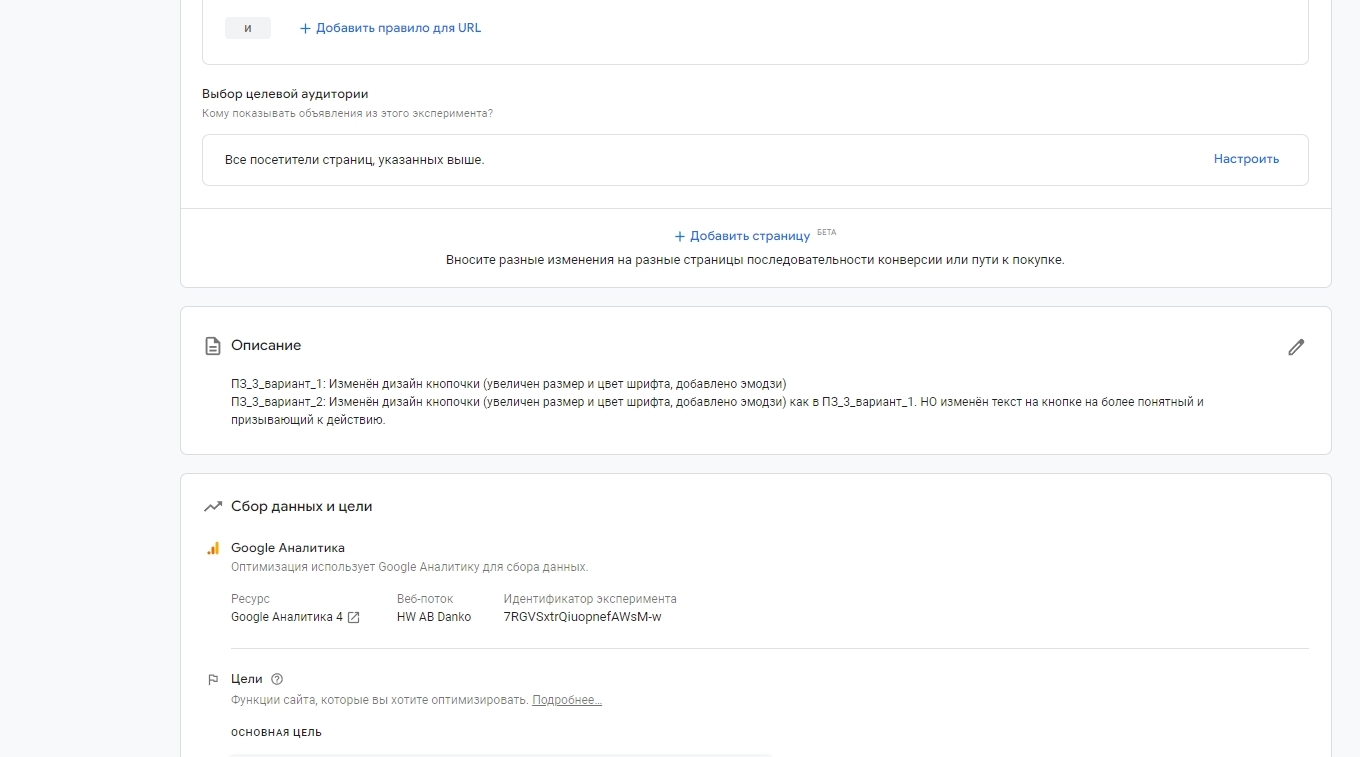 и
+ Добавить правило для URL
Выбор целевой аудитории
Кому показывать объявления из этого эксперимента?
Все посетители страниц, указанных выше.
Настроить
+ Добавить страницу БЕТА
Вносите разные изменения на разные страницы последовательности конверсии или пути к покупке.
Описание
ПЗ_3_вариант_1: Изменён дизайн кнопочки (увеличен размер и цвет шрифта, добавлено эмодзи)
ПЗ_3_вариант_2: Изменён дизайн кнопочки (увеличен размер и цвет шрифта, добавлено эмодзи) как в ПЗ_3_вариант_1. НО изменён текст на кнопке на более понятный и
призывающий к действию.
Сбор данных и цели
Google Аналитика
Оптимизация использует Google Аналитику для сбора данных.
Ресурс Веб-поток Идентификатор эксперимента
Google Аналитика 4 HW AB Danko 7RGVSxtrQiuopnefAWsM-w
Цели
Функции сайта, которые вы хотите оптимизировать. Подробнее...
ОСНОВНАЯ ЦЕЛЬ